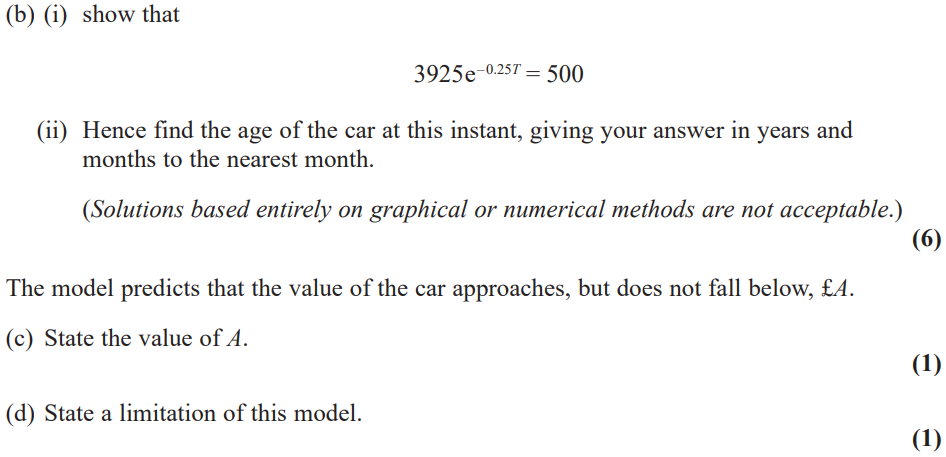 (b) (i) show that
3925e⁻⁰·²⁵ᵀ = 500
(ii) Hence find the age of the car at this instant, giving your answer in years and
months to the nearest month.
(Solutions based entirely on graphical or numerical methods are not acceptable.)
(6)
The model predicts that the value of the car approaches, but does not fall below, £A.
(c) State the value of A.
(1)
(d) State a limitation of this model.
(1)